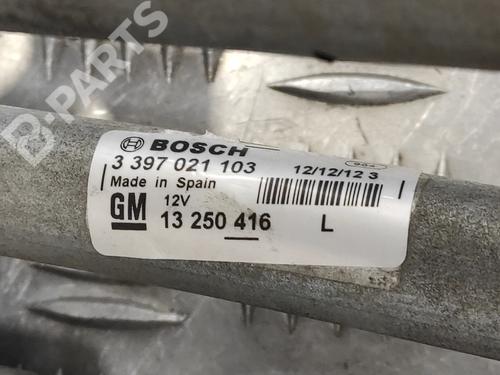 B-PARTS
BOSCH
3 397 021 103
12/12/12 3
Made in Spain
GM 12V
13 250 416 L